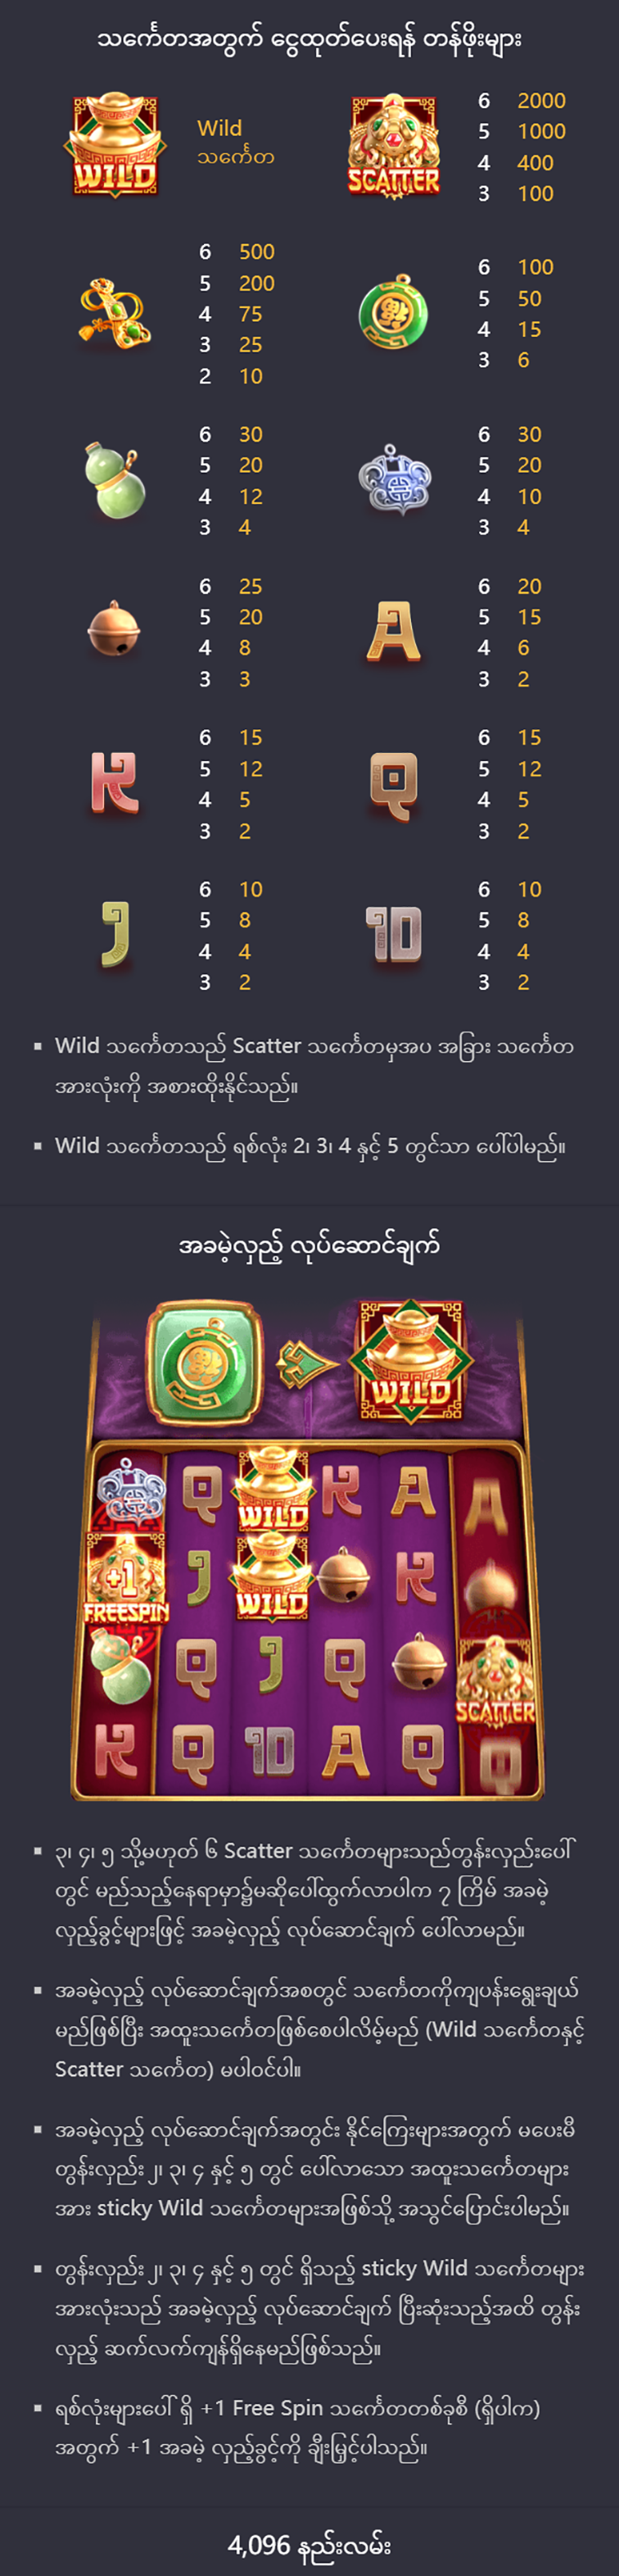 သင်္ကေတအတွက် ငွေထုတ်ပေးရန် တန်ဖိုးများ
WILD
Wild
သင်္ကေတ
SCATTER
6 2000
5 1000
4 400
3 100
6 500
5 200
4 75
3 25
2 10
6 100
5 50
4 15
3 6
6 30
5 20
4 12
3 4
6 30
5 20
4 10
3 4
6 25
5 20
4 8
3 3
A
6 20
5 15
4 6
3 2
K
6 15
5 12
4 5
3 2
Q
6 15
5 12
4 5
3 2
J
6 10
5 8
4 4
3 2
10
6 10
5 8
4 4
3 2
▪ Wild သင်္ကေတသည် Scatter သင်္ကေတမှအပ အခြား သင်္ကေတ
အားလုံးကို အစားထိုးနိုင်သည်။
▪ Wild သင်္ကေတသည် ရစ်လုံး 2၊ 3၊ 4 နှင့် 5 တွင်သာ ပေါ်ပါမည်။
အခမဲ့လှည့် လုပ်ဆောင်ချက်
WILD
Q WILD K A A
+1
FREESPIN J WILD K
Q J Q SCATTER
K Q 10 A Q Q
▪ ၃၊ ၄၊ ၅ သို့မဟုတ် ၆ Scatter သင်္ကေတများသည်တွန်းလှည်းပေါ်
တွင် မည်သည့်နေရာမှာ၌မဆိုပေါ်ထွက်လာပါက ၇ ကြိမ် အခမဲ့
လှည့်ခွင့်များဖြင့် အခမဲ့လှည့် လုပ်ဆောင်ချက် ပေါ်လာမည်။
▪ အခမဲ့လှည့် လုပ်ဆောင်ချက်အစတွင် သင်္ကေတကိုကျပန်းရွေးချယ်
မည်ဖြစ်ပြီး အထူးသင်္ကေတဖြစ်စေပါလိမ့်မည် (Wild သင်္ကေတနှင့်
Scatter သင်္ကေတ) မပါဝင်ပါ။
▪ အခမဲ့လှည့် လုပ်ဆောင်ချက်အတွင်း နိုင်ကြေးများအတွက် မပေးမီ
တွန်းလှည်း ၂၊ ၃၊ ၄ နှင့် ၅ တွင် ပေါ်လာသော အထူးသင်္ကေတများ
အား sticky Wild သင်္ကေတများအဖြစ်သို့ အသွင်ပြောင်းပါမည်။
▪ တွန်းလှည်း ၂၊ ၃၊ ၄ နှင့် ၅ တွင် ရှိသည့် sticky Wild သင်္ကေတများ
အားလုံးသည် အခမဲ့လှည့် လုပ်ဆောင်ချက် ပြီးဆုံးသည့်အထိ တွန်း
လှည့် ဆက်လက်ကျန်ရှိနေမည်ဖြစ်သည်။
▪ ရစ်လုံးများပေါ် ရှိ +1 Free Spin သင်္ကေတတစ်ခုစီ (ရှိပါက)
အတွက် +1 အခမဲ့ လှည့်ခွင့်ကို ချီးမြှင့်ပါသည်။
4,096 နည်းလမ်း